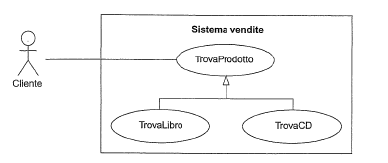 Sistema vendite
TrovaProdotto
Cliente
TrovaLibro
TrovaCD